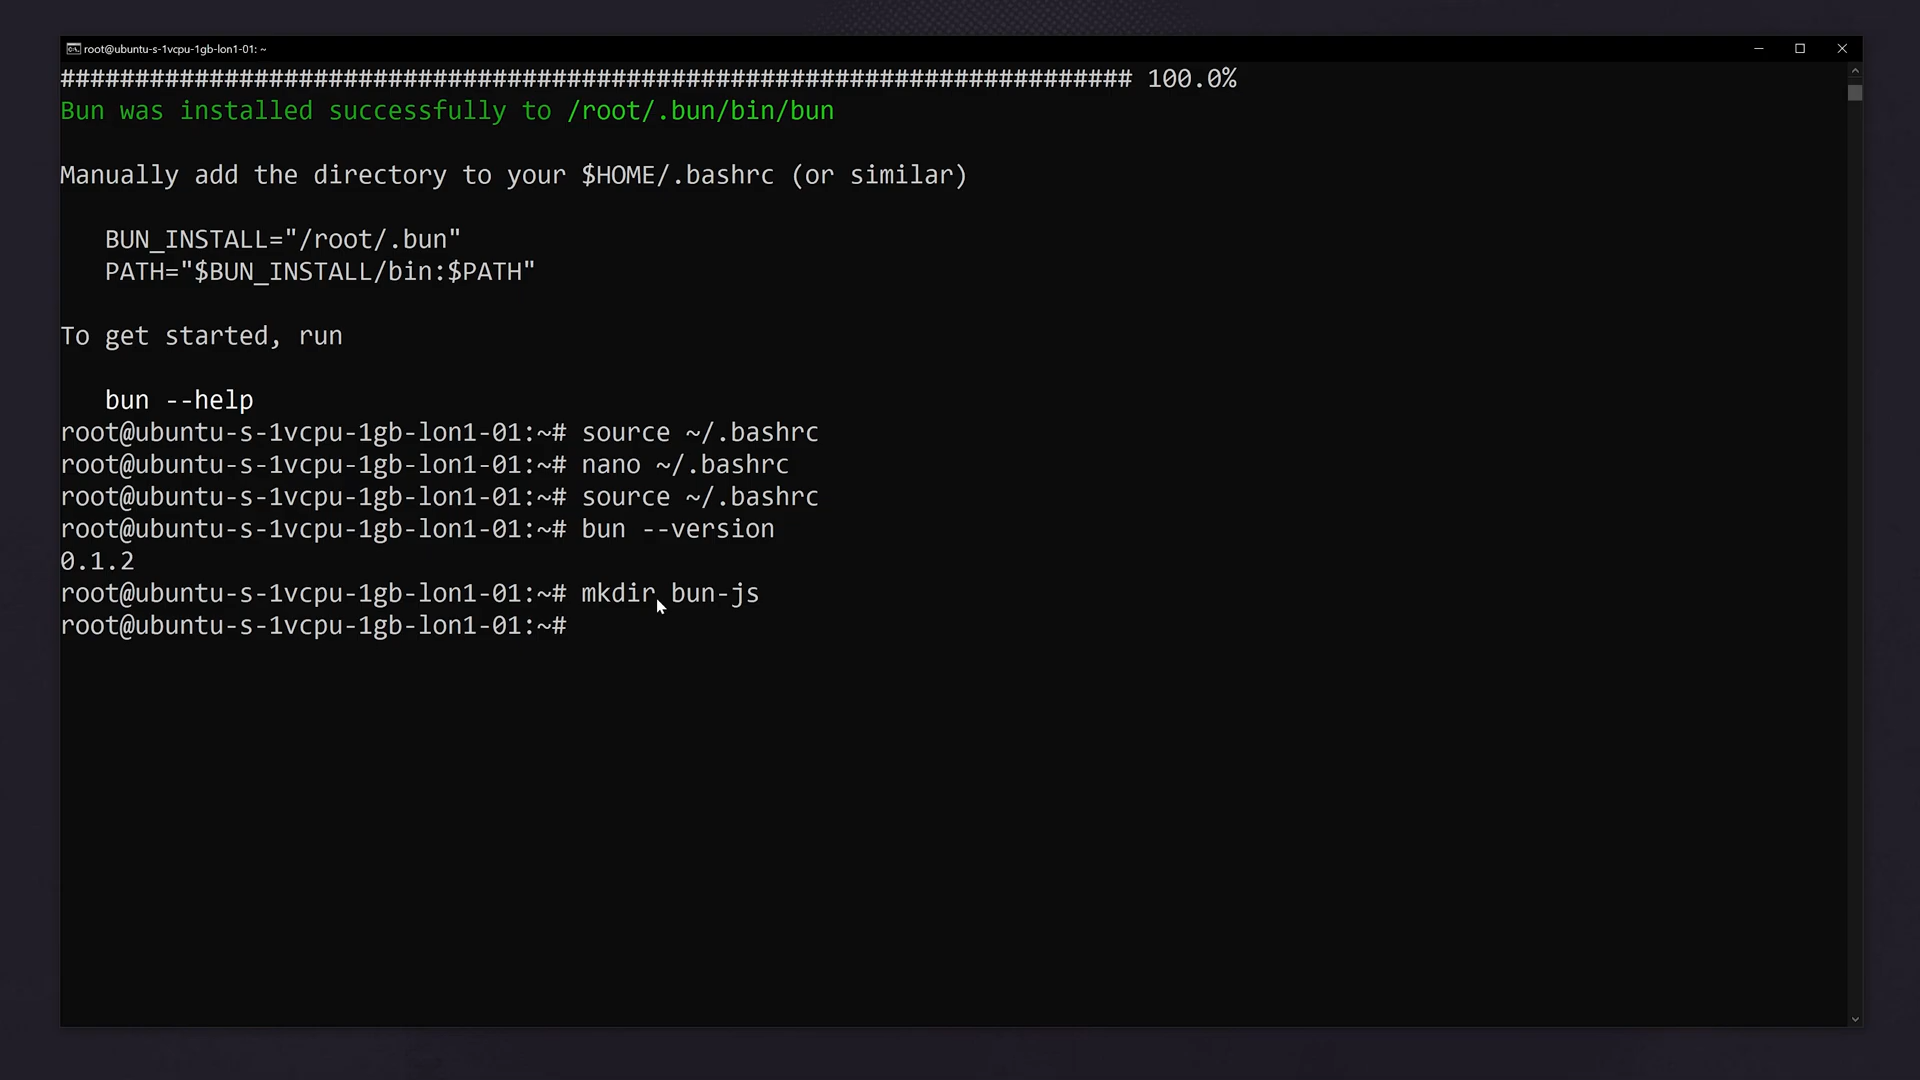 root@ubuntu-s-1vcpu-1gb-lon1-01: ~
######################################################################## 100.0%
Bun was installed successfully to /root/.bun/bin/bun
Manually add the directory to your $HOME/.bashrc (or similar)
BUN_INSTALL="/root/.bun"
PATH="$BUN_INSTALL/bin:$PATH"
To get started, run
bun --help
root@ubuntu-s-1vcpu-1gb-lon1-01:~# source ~/.bashrc
root@ubuntu-s-1vcpu-1gb-lon1-01:~# nano ~/.bashrc
root@ubuntu-s-1vcpu-1gb-lon1-01:~# source ~/.bashrc
root@ubuntu-s-1vcpu-1gb-lon1-01:~# bun --version
0.1.2
root@ubuntu-s-1vcpu-1gb-lon1-01:~# mkdir bun-js
root@ubuntu-s-1vcpu-1gb-lon1-01:~#